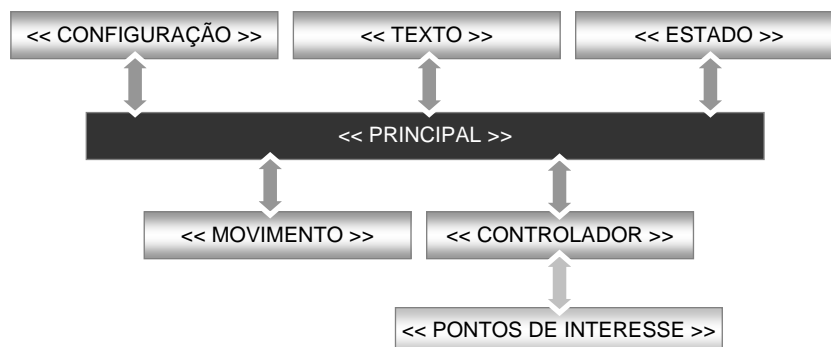 << CONFIGURAÇÃO >>
<< TEXTO >>
<< ESTADO >>
<< PRINCIPAL >>
<< MOVIMENTO >>
<< CONTROLADOR >>
<< PONTOS DE INTERESSE >>